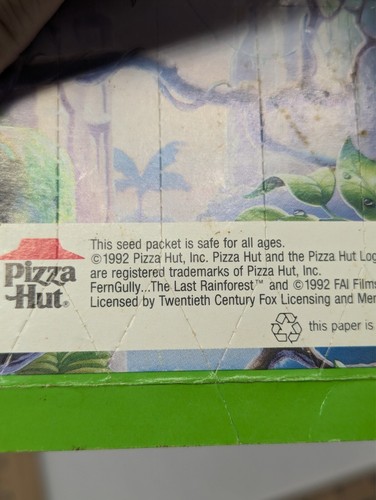 This seed packet is safe for all ages.
©1992 Pizza Hut, Inc. Pizza Hut and the Pizza Hut Log
are registered trademarks of Pizza Hut, Inc.
FernGully...The Last Rainforest™ and ©1992 FAI Films
Licensed by Twentieth Century Fox Licensing and Mer
Pizza
Hut®
this paper is